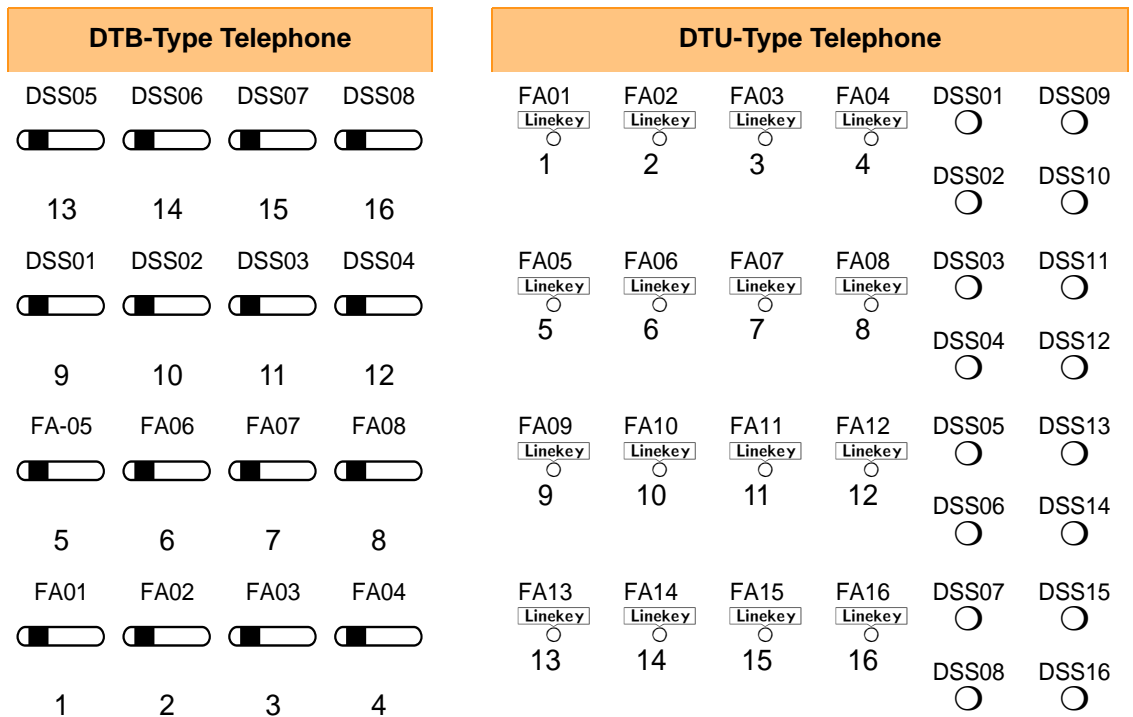 DTB-Type Telephone
DSS05 DSS06 DSS07 DSS08
13 14 15 16
DSS01 DSS02 DSS03 DSS04
9 10 11 12
FA-05 FA06 FA07 FA08
5 6 7 8
FA01 FA02 FA03 FA04
1 2 3 4
DTU-Type Telephone
FA01 FA02 FA03 FA04 DSS01 DSS09
Linekey Linekey Linekey Linekey
1 2 3 4
DSS02 DSS10
FA05 FA06 FA07 FA08 DSS03 DSS11
Linekey Linekey Linekey Linekey
5 6 7 8
DSS04 DSS12
FA09 FA10 FA11 FA12 DSS05 DSS13
Linekey Linekey Linekey Linekey
9 10 11 12
DSS06 DSS14
FA13 FA14 FA15 FA16 DSS07 DSS15
Linekey Linekey Linekey Linekey
13 14 15 16
DSS08 DSS16